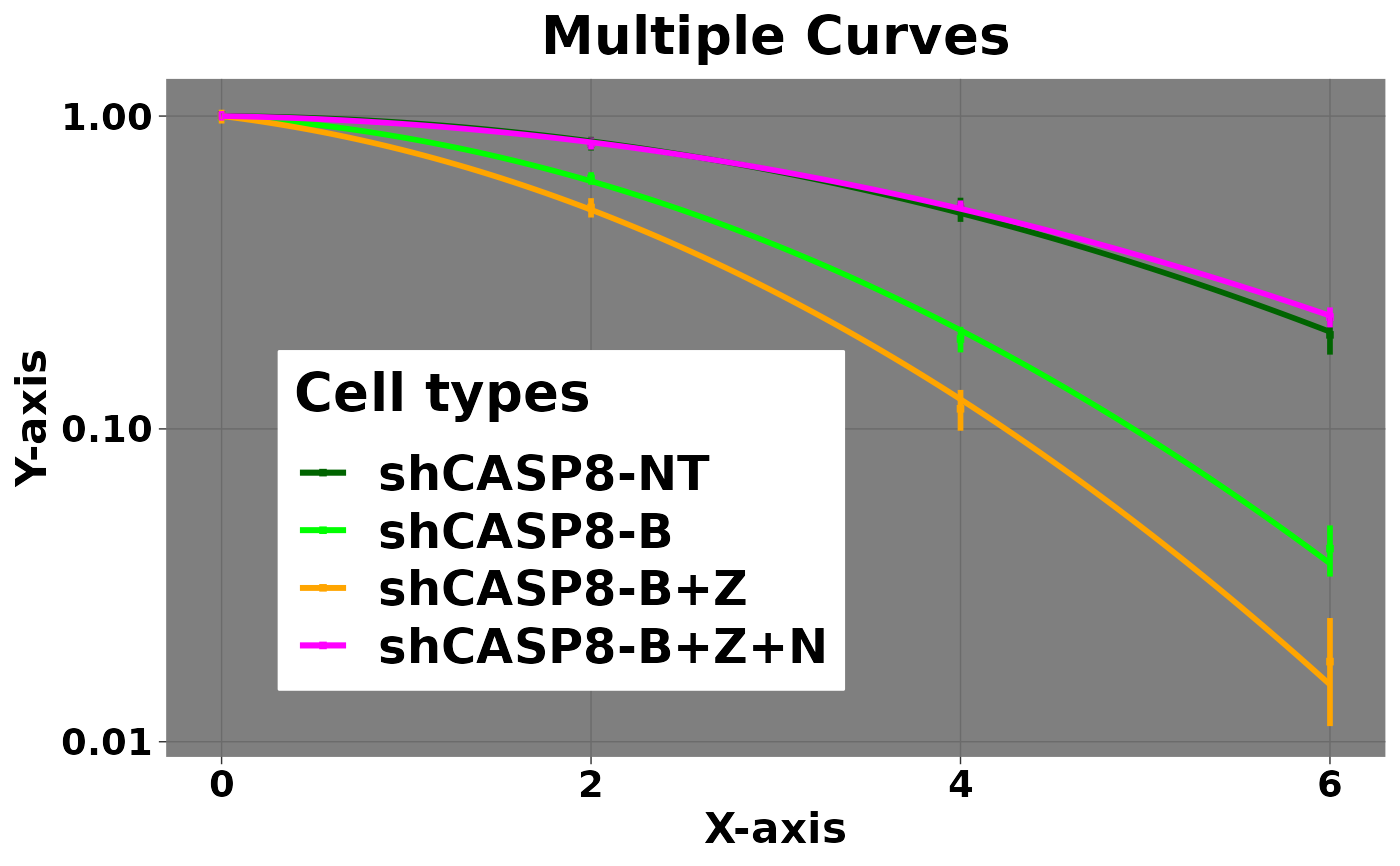 Multiple Curves
1.00
0.10
0.01
Y-axis
Cell types
shCASP8-NT
shCASP8-B
shCASP8-B+Z
shCASP8-B+Z+N
0 2 4 6
X-axis